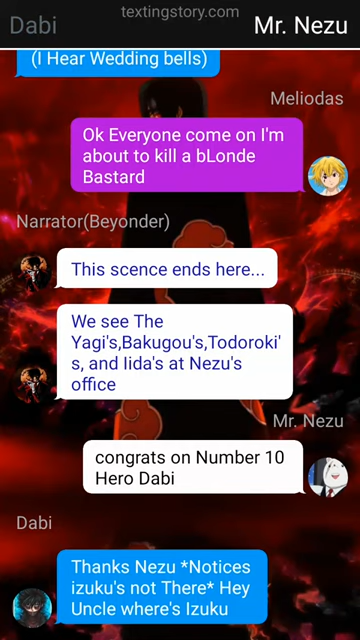 textingstory.com
Dabi
Mr. Nezu
(I Hear Wedding bells)
Meliodas
Ok Everyone come on I'm
about to kill a bLonde
Bastard
Narrator(Beyonder)
This scence ends here...
We see The
Yagi's,Bakugou's,Todoroki'
s, and Iida's at Nezu's
office
Mr. Nezu
congrats on Number 10
Hero Dabi
Dabi
Thanks Nezu *Notices
izuku's not There* Hey
Uncle where's Izuku